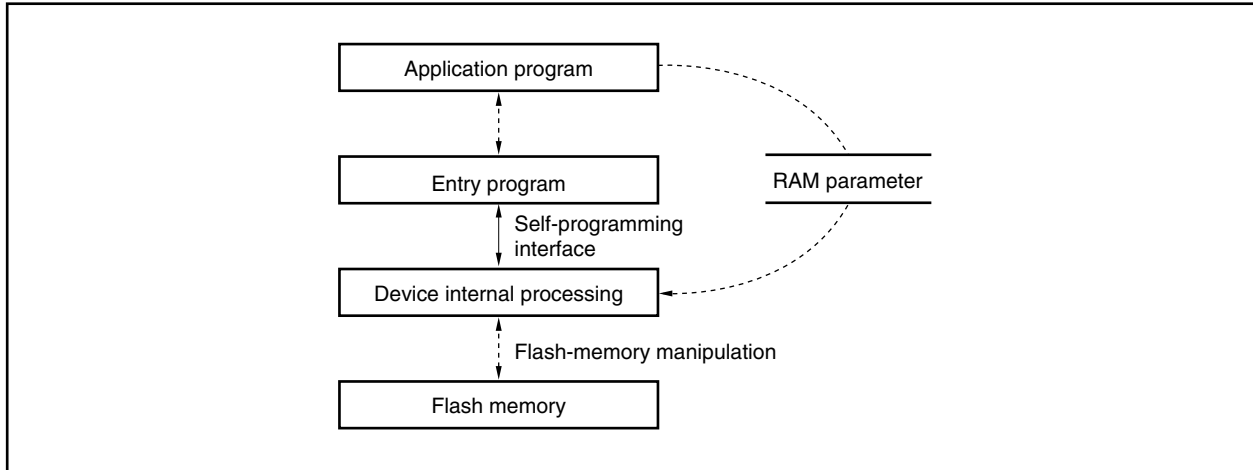 Application program
Entry program
RAM parameter
Self-programming
interface
Device internal processing
Flash-memory manipulation
Flash memory